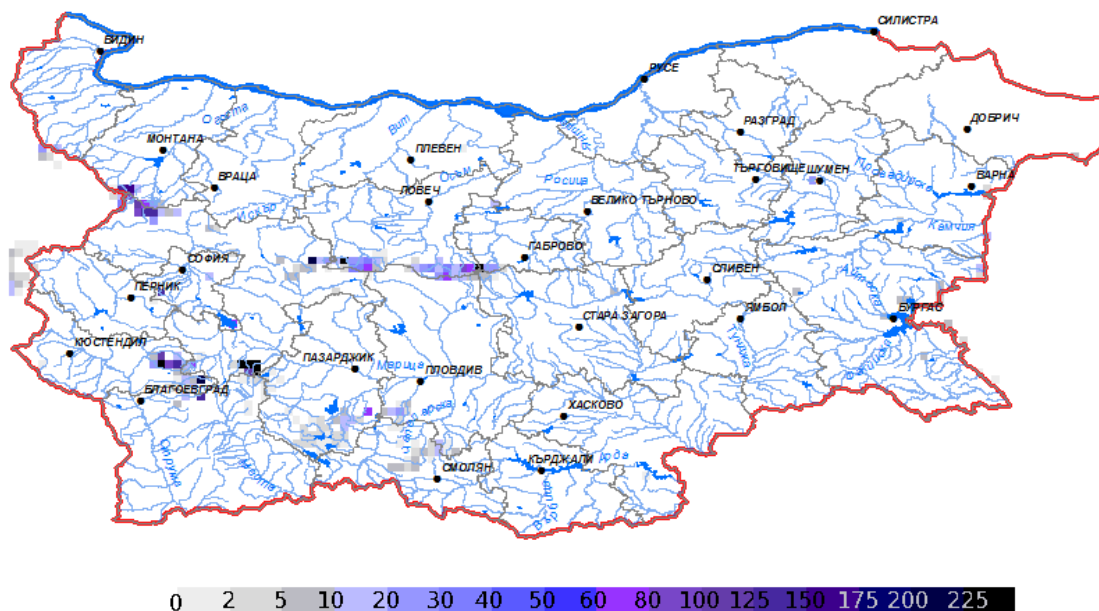 СИЛИСТРА
ВИДИН
РУСЕ
ДОБРИЧ
РАЗГРАД
Огоста
Вит
МОНТАНА
ПЛЕВЕН
ТЪРГОВИЩЕ
ШУМЕН
ВРАЦА
Росица
ВАРНА
ЛОВЕЧ
ВЕЛИКО ТЪРНОВО
Искър
Камчия
ГАБРОВО
СОФИЯ
СЛИВЕН
ПЕРНИК
БУРГАС
СТАРА ЗАГОРА
ЯМБОЛ
Тунджа
КЮСТЕНДИЛ
ПАЗАРДЖИК
Марица
ПЛОВДИВ
БЛАГОЕВГРАД
ХАСКОВО
Струма
Места
СМОЛЯН
КЪРДЖАЛИ
0 2 5 10 20 30 40 50 60 80 100 125 150 175 200 225